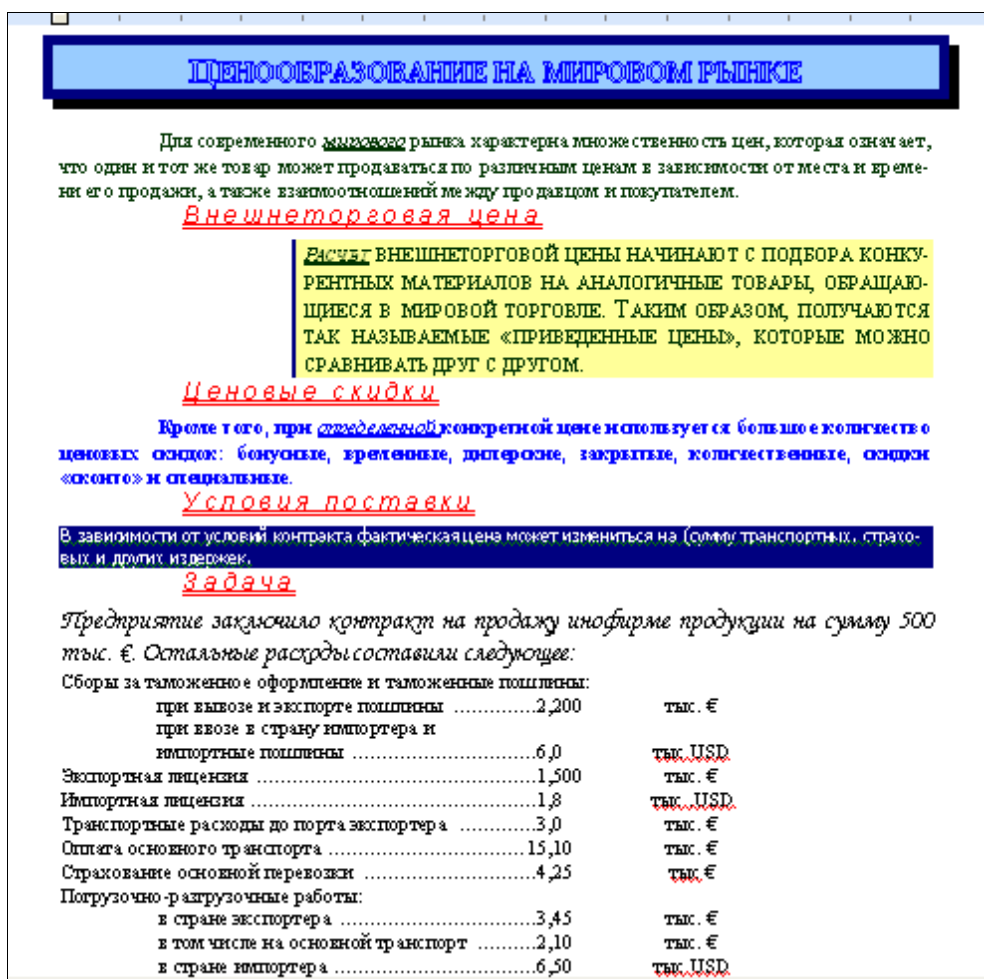 ЦЕНООБРАЗОВАНИЕ НА МИРОВОМ РЫНКЕ
Для современного мирового рынка характерна множественность цен, которая означает,
что один и тот же товар может продаваться по различным ценам в зависимости от места и време-
ни его продажи, а также взаимоотношений между продавцом и покупателем.
Внешнеторговая цена
РАСЧЕТ ВНЕШНЕТОРГОВОЙ ЦЕНЫ НАЧИНАЮТ С ПОДБОРА КОНКУ-
РЕНТНЫХ МАТЕРИАЛОВ НА АНАЛОГИЧНЫЕ ТОВАРЫ, ОБРАЩАЮ-
ЩИЕСЯ В МИРОВОЙ ТОРГОВЛЕ. ТАКИМ ОБРАЗОМ, ПОЛУЧАЮТСЯ
ТАК НАЗЫВАЕМЫЕ «ПРИВЕДЕННЫЕ ЦЕНЫ», КОТОРЫЕ МОЖНО
СРАВНИВАТЬ ДРУГ С ДРУГОМ.
Ценовые скидки
Кроме того, при определенной конкретной цене используется большое количество
ценовых скидок: бонусные, временные, дилерские, закрытые, количественные, скидки
«сконто» и специальные.
Условия поставки
В зависимости от условий контракта фактическая цена может измениться на (сумму транспортных, страхо-
вых и других издержек.
Задача
Предприятие заключило контракт на продажу инофирме продукции на сумму 500
тыс. €. Остальные расходы составили следующее:
Сборы за таможенное оформление и таможенные пошлины:
при вывозе и экспорте пошлины ..............2,200 тыс. €
при ввозе в страну импортера и
импортные пошлины ................................6,0 тыс.USD
Экспортная лицензия .................................................1,500 тыс. €
Импортная лицензия ..................................................1,8 тыс. USD
Транспортные расходы до порта экспортера .............3,0 тыс. €
Оплата основного транспорта ..................................15,10 тыс. €
Страхование основной перевозки ..............................4,25 тыс €
Погрузочно-разгрузочные работы:
в стране экспортера ..................................3,45 тыс. €
в том числе на основной транспорт ..........2,10 тыс. €
в стране импортера ...................................6,50 тыс USD